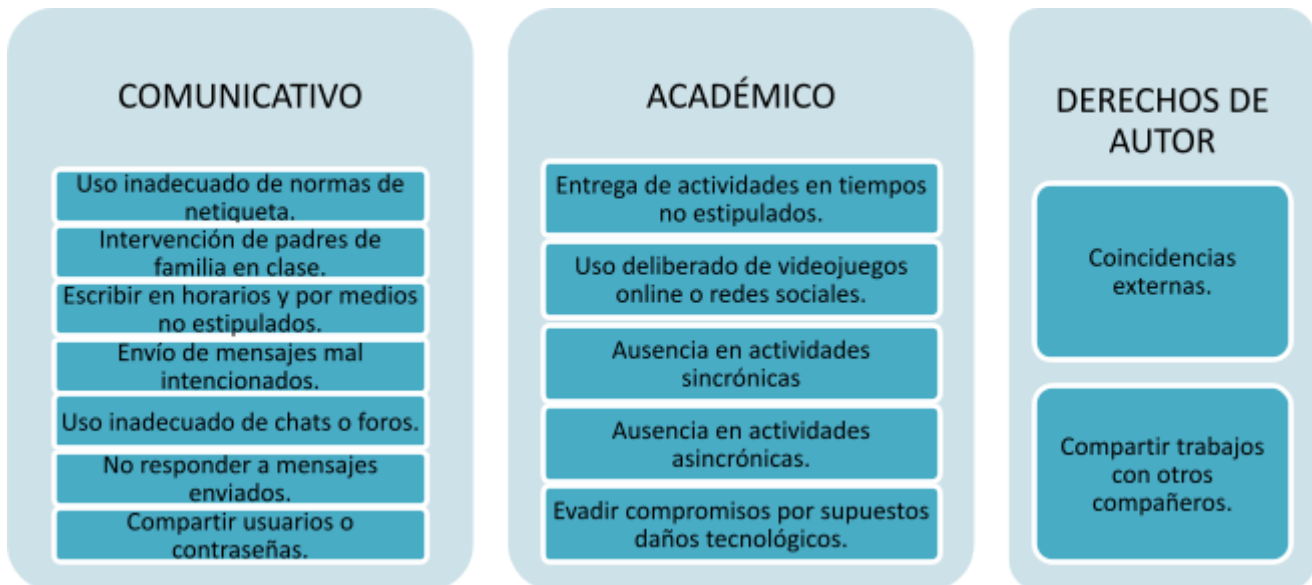 COMUNICATIVO
Uso inadecuado de normas de
netiqueta.
Intervención de padres de
familia en clase.
Escribir en horarios y por medios
no estipulados.
Envío de mensajes mal
intencionados.
Uso inadecuado de chats o foros.
No responder a mensajes
enviados.
Compartir usuarios o
contraseñas.
ACADÉMICO
Entrega de actividades en tiempos
no estipulados.
Uso deliberado de videojuegos
online o redes sociales.
Ausencia en actividades
sincrónicas
Ausencia en actividades
asincrónicas.
Evadir compromisos por supuestos
daños tecnológicos.
DERECHOS DE
AUTOR
Coincidencias
externas.
Compartir trabajos
con otros
compañeros.